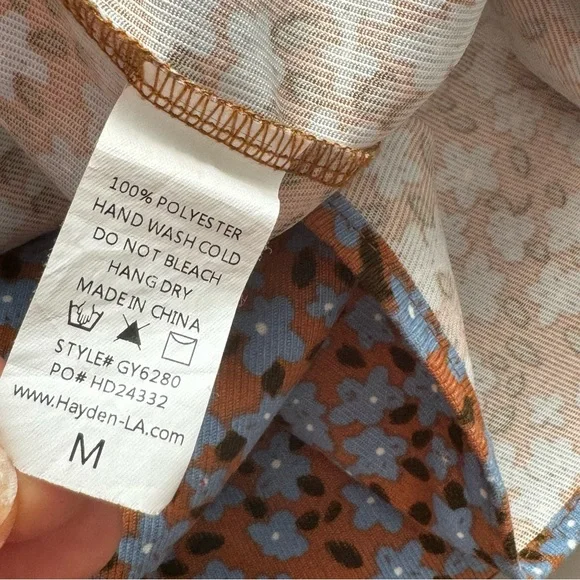 100% POLYESTER
HAND WASH COLD
DO NOT BLEACH
HANG DRY
MADE IN CHINA
STYLE# GY6280
PO# HD24332
www.Hayden-LA.com
M